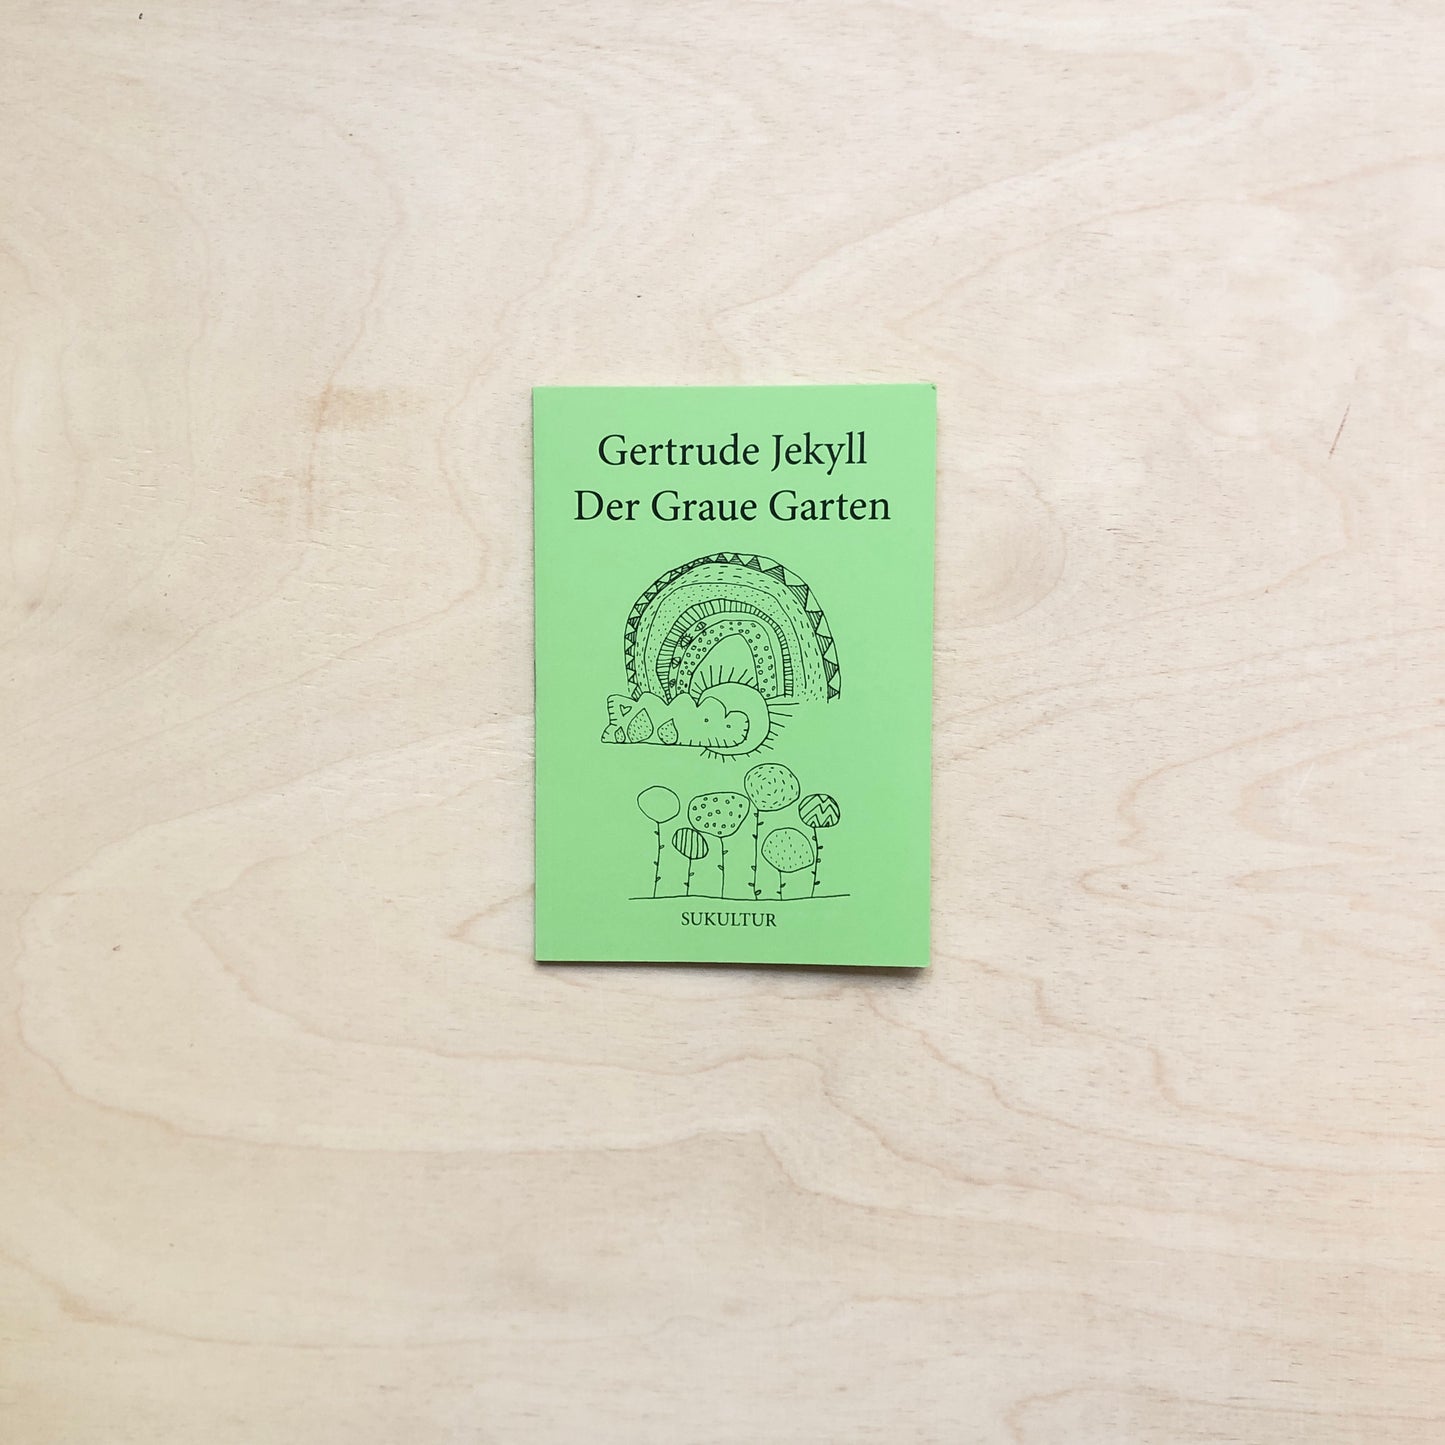 Gertrude Jekyll
Der Graue Garten
SUKULTUR